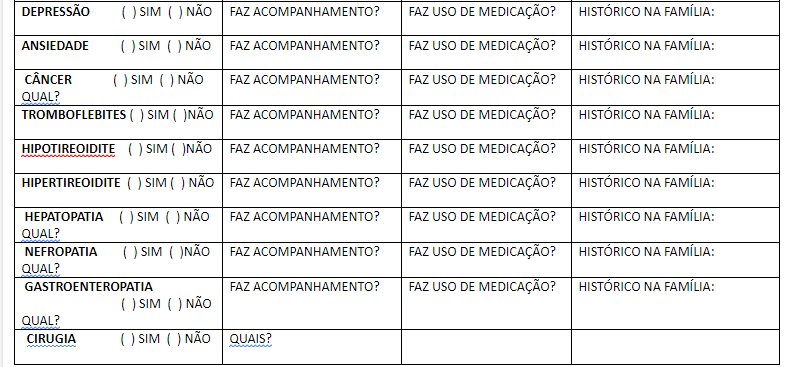 DEPRESSÃO ( ) SIM ( ) NÃO FAZ ACOMPANHAMENTO? FAZ USO DE MEDICAÇÃO? HISTÓRICO NA FAMÍLIA:
ANSIEDADE ( ) SIM ( ) NÃO FAZ ACOMPANHAMENTO? FAZ USO DE MEDICAÇÃO? HISTÓRICO NA FAMÍLIA:
CÂNCER ( ) SIM ( ) NÃO FAZ ACOMPANHAMENTO? FAZ USO DE MEDICAÇÃO? HISTÓRICO NA FAMÍLIA:
QUAL?
TROMBOFLEBITES ( ) SIM ( )NÃO FAZ ACOMPANHAMENTO? FAZ USO DE MEDICAÇÃO? HISTÓRICO NA FAMÍLIA:
HIPOTIREOIDITE ( ) SIM ( )NÃO FAZ ACOMPANHAMENTO? FAZ USO DE MEDICAÇÃO? HISTÓRICO NA FAMÍLIA:
HIPERTIREOIDITE ( ) SIM ( ) NÃO FAZ ACOMPANHAMENTO? FAZ USO DE MEDICAÇÃO? HISTÓRICO NA FAMÍLIA:
HEPATOPATIA ( ) SIM ( ) NÃO FAZ ACOMPANHAMENTO? FAZ USO DE MEDICAÇÃO? HISTÓRICO NA FAMÍLIA:
QUAL?
NEFROPATIA ( ) SIM ( )NÃO FAZ ACOMPANHAMENTO? FAZ USO DE MEDICAÇÃO? HISTÓRICO NA FAMÍLIA:
QUAL?
GASTROENTEROPATIA FAZ ACOMPANHAMENTO? FAZ USO DE MEDICAÇÃO? HISTÓRICO NA FAMÍLIA:
( ) SIM ( ) NÃO
QUAL?
CIRUGIA ( ) SIM ( ) NÃO QUAIS?